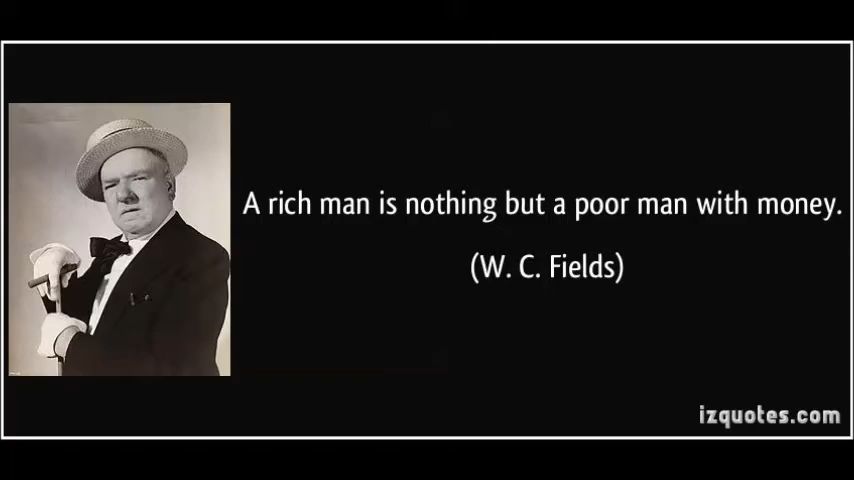 A rich man is nothing but a poor man with money.
(W. C. Fields)
izquotes.com